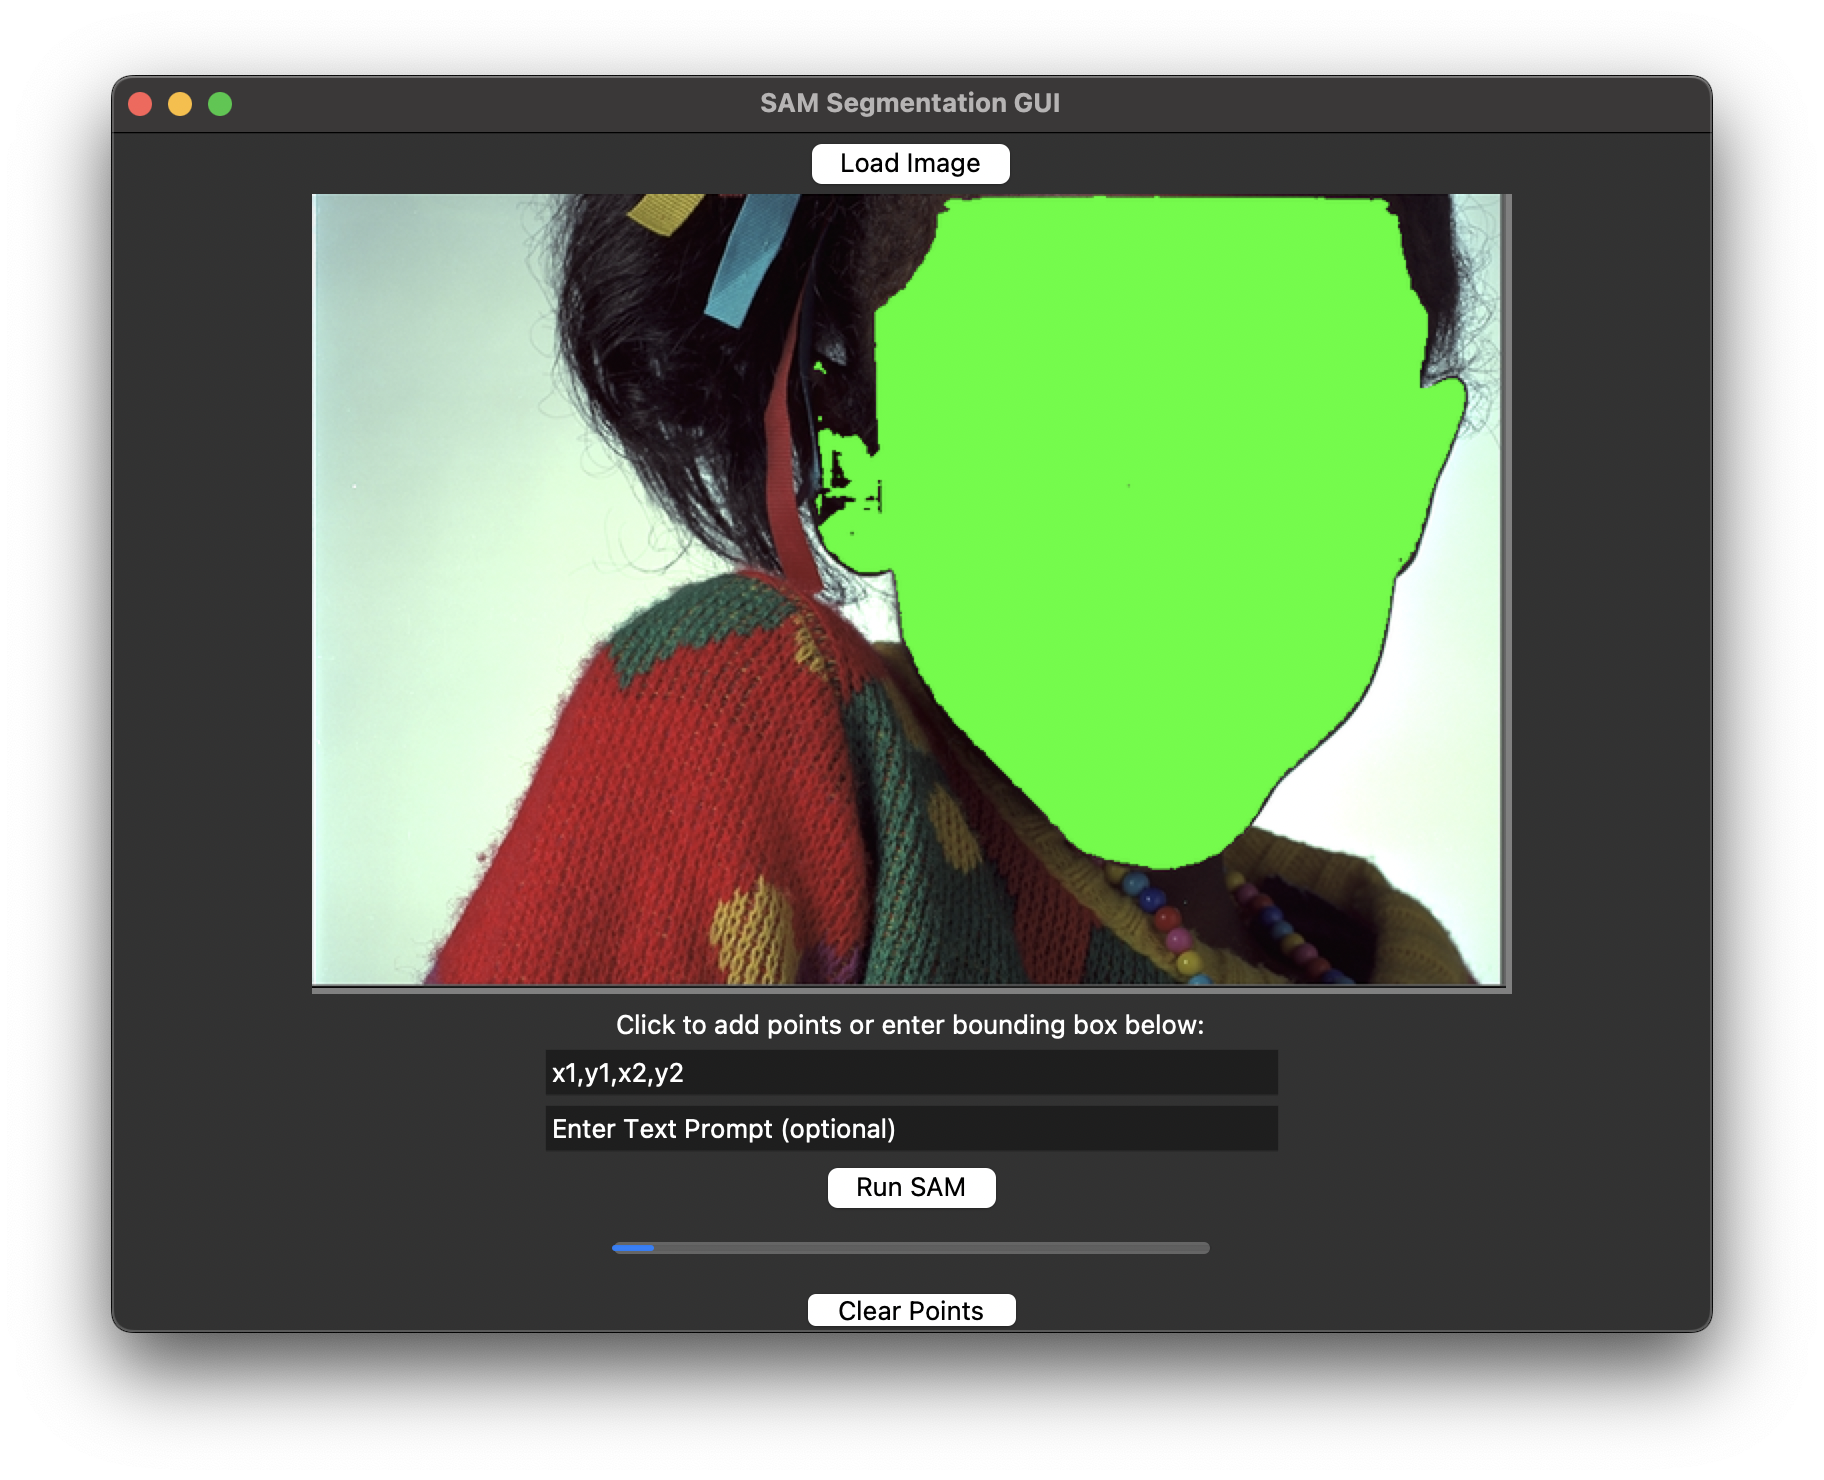 SAM Segmentation GUI
Load Image
Click to add points or enter bounding box below:
x1,y1,x2,y2
Enter Text Prompt (optional)
Run SAM
Clear Points